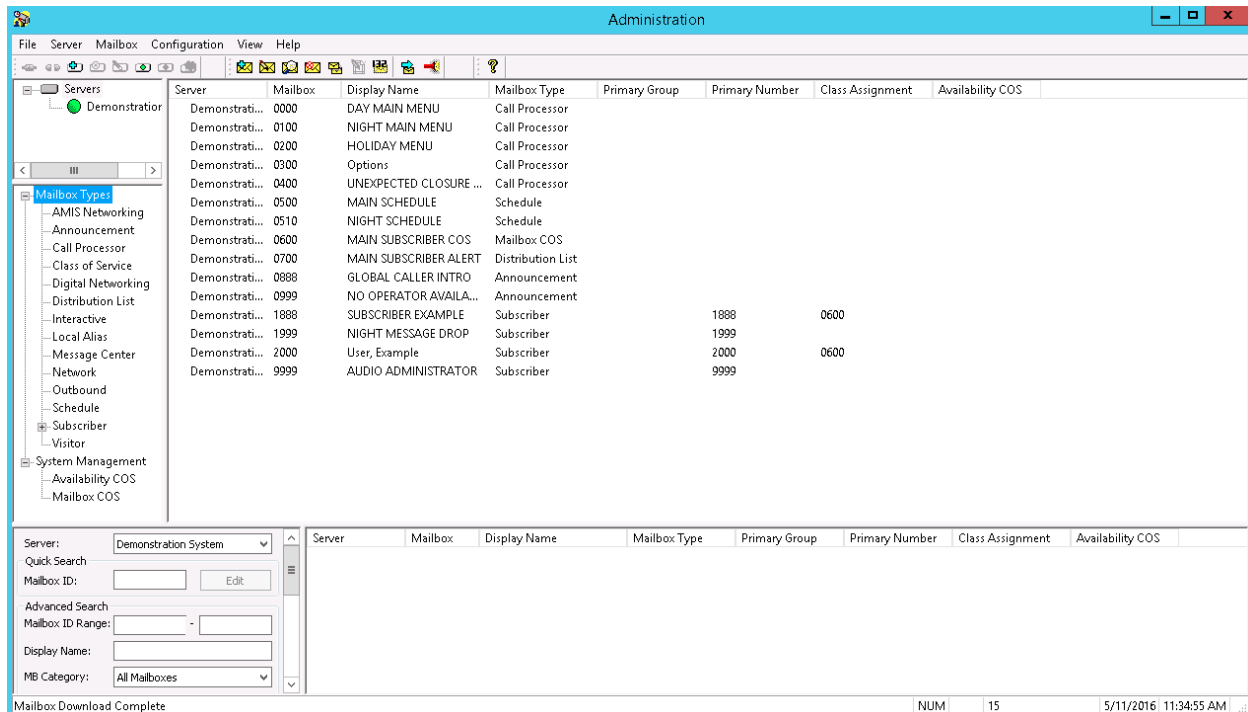 Administration
File Server Mailbox Configuration View Help
Servers
Demonstration
Mailbox Types
AMIS Networking
Announcement
Call Processor
Class of Service
Digital Networking
Distribution List
Interactive
Local Alias
Message Center
Network
Outbound
Schedule
Subscriber
Visitor
System Management
Availability COS
Mailbox COS
Server Mailbox Display Name Mailbox Type Primary Group Primary Number Class Assignment Availability COS
Demonstrati... 0000 DAY MAIN MENU Call Processor
Demonstrati... 0100 NIGHT MAIN MENU Call Processor
Demonstrati... 0200 HOLIDAY MENU Call Processor
Demonstrati... 0300 Options Call Processor
Demonstrati... 0400 UNEXPECTED CLOSURE ... Call Processor
Demonstrati... 0500 MAIN SCHEDULE Schedule
Demonstrati... 0510 NIGHT SCHEDULE Schedule
Demonstrati... 0600 MAIN SUBSCRIBER COS Mailbox COS
Demonstrati... 0700 MAIN SUBSCRIBER ALERT Distribution List
Demonstrati... 0888 GLOBAL CALLER INTRO Announcement
Demonstrati... 0999 NO OPERATOR AVAILA... Announcement
Demonstrati... 1888 SUBSCRIBER EXAMPLE Subscriber 1888 0600
Demonstrati... 1999 NIGHT MESSAGE DROP Subscriber 1999
Demonstrati... 2000 User, Example Subscriber 2000 0600
Demonstrati... 9999 AUDIO ADMINISTRATOR Subscriber 9999
Server: Demonstration System
Quick Search
Mailbox ID: Edit
Advanced Search
Mailbox ID Range: -
Display Name:
MB Category: All Mailboxes
Server Mailbox Display Name Mailbox Type Primary Group Primary Number Class Assignment Availability COS
Mailbox Download Complete NUM 15 5/11/2016 11:34:55 AM